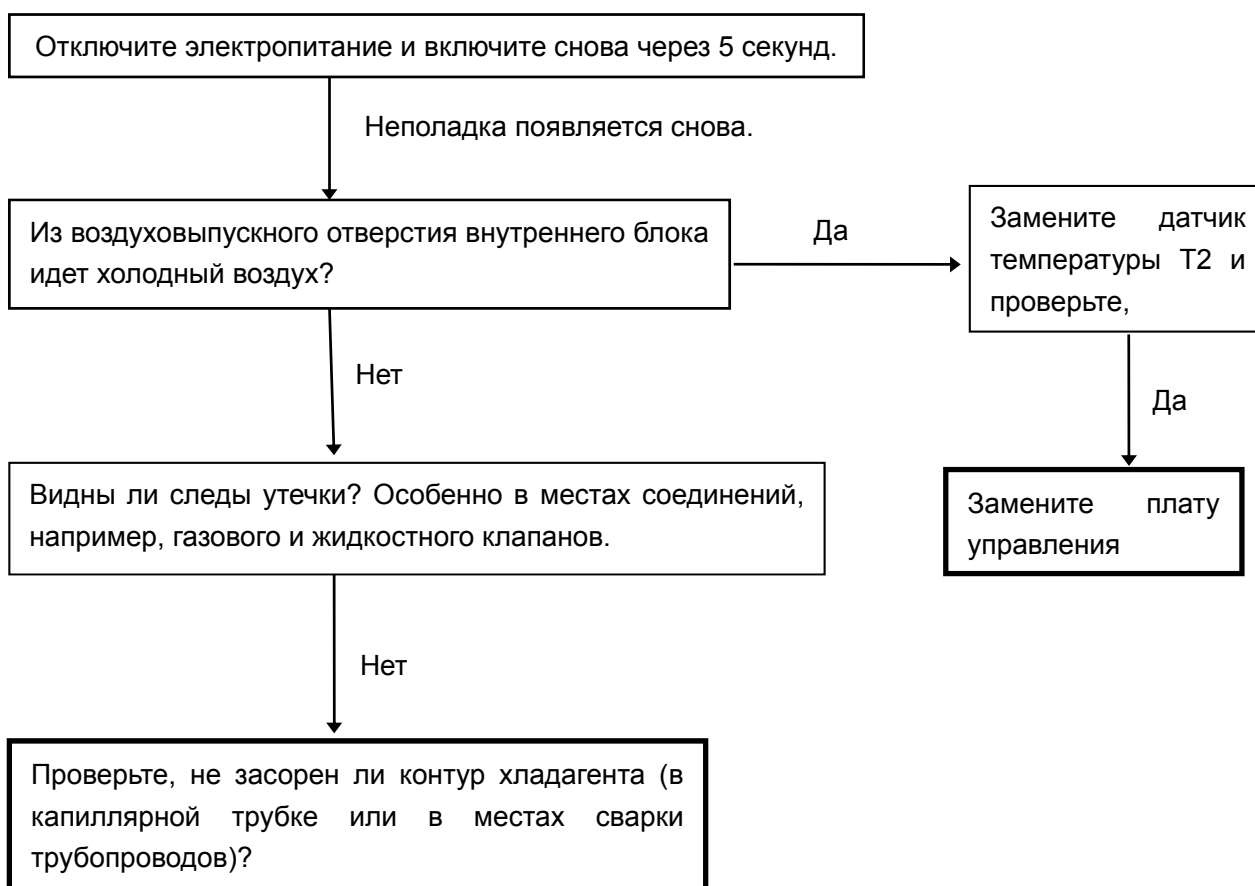 Отключите электропитание и включите снова через 5 секунд.
Неполадка появляется снова.
Из воздуховыпускного отверстия внутреннего блока
идет холодный воздух?
Да
Замените датчик
температуры T2 и
проверьте,
Нет
Да
Видны ли следы утечки? Особенно в местах соединений,
например, газового и жидкостного клапанов.
Замените плату
управления
Нет
Проверьте, не засорен ли контур хладагента (в
капиллярной трубке или в местах сварки
трубопроводов)?